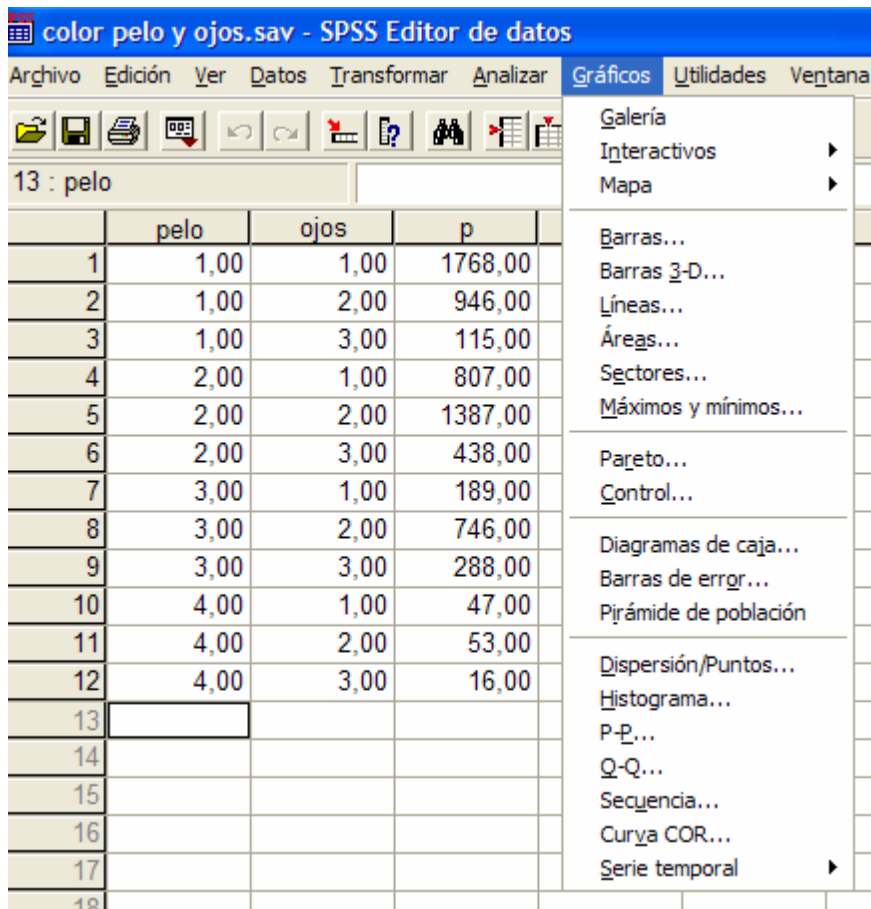 color pelo y ojos.sav - SPSS Editor de datos
Archivo Edición Ver Datos Transformar Analizar Gráficos Utilidades Ventana
13 : pelo
pelo ojos p
1 1,00 1,00 1768,00
2 1,00 2,00 946,00
3 1,00 3,00 115,00
4 2,00 1,00 807,00
5 2,00 2,00 1387,00
6 2,00 3,00 438,00
7 3,00 1,00 189,00
8 3,00 2,00 746,00
9 3,00 3,00 288,00
10 4,00 1,00 47,00
11 4,00 2,00 53,00
12 4,00 3,00 16,00
13
14
15
16
17
18
Galería
Interactivos
Mapa
Barras...
Barras 3-D...
Líneas...
Áreas...
Sectores...
Máximos y mínimos...
Pareto...
Control...
Diagramas de caja...
Barras de error...
Pirámide de población
Dispersión/Puntos...
Histograma...
P-P...
Q-Q...
Secuencia...
Curva COR...
Serie temporal